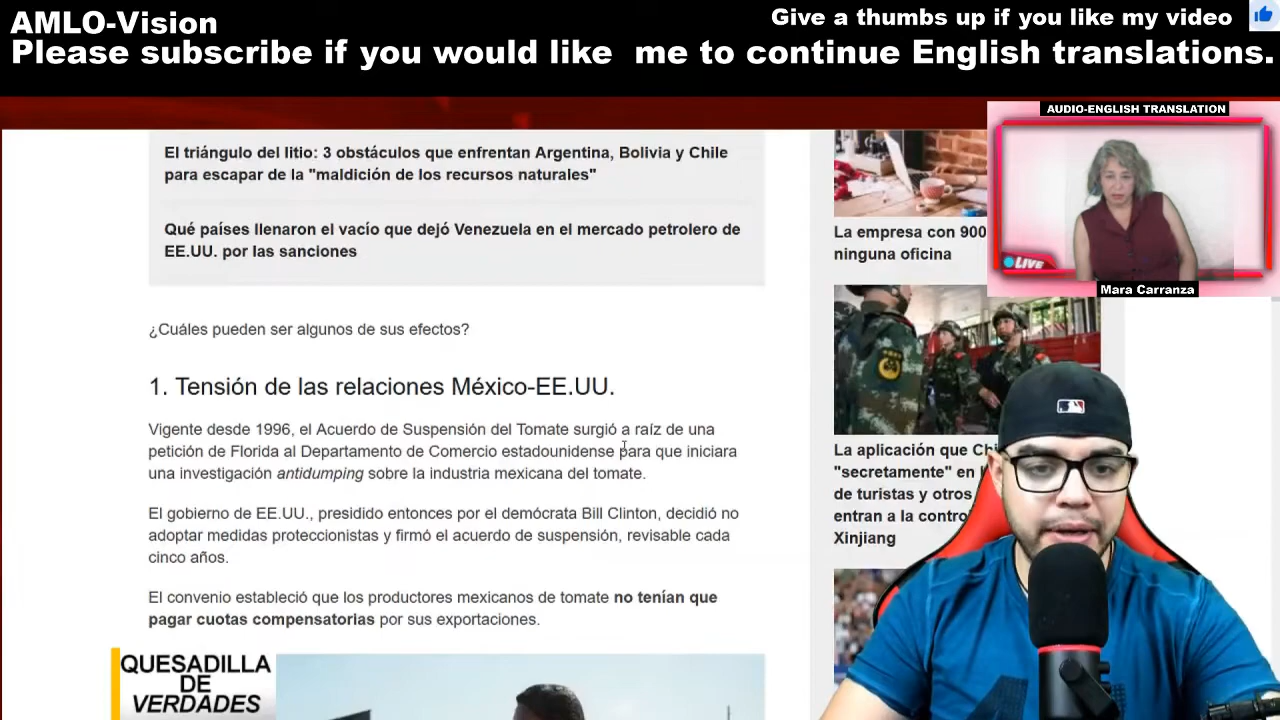 AMLO-Vision
Give a thumbs up if you like my video
Please subscribe if you would like me to continue English translations.
AUDIO-ENGLISH TRANSLATION
LIVE
Mara Carranza
El triángulo del litio: 3 obstáculos que enfrentan Argentina, Bolivia y Chile
para escapar de la "maldición de los recursos naturales"
Qué países llenaron el vacío que dejó Venezuela en el mercado petrolero de
EE.UU. por las sanciones
¿Cuáles pueden ser algunos de sus efectos?
1. Tensión de las relaciones México-EE.UU.
Vigente desde 1996, el Acuerdo de Suspensión del Tomate surgió a raíz de una
petición de Florida al Departamento de Comercio estadounidense para que iniciara
una investigación antidumping sobre la industria mexicana del tomate.
El gobierno de EE.UU., presidido entonces por el demócrata Bill Clinton, decidió no
adoptar medidas proteccionistas y firmó el acuerdo de suspensión, revisable cada
cinco años.
El convenio estableció que los productores mexicanos de tomate no tenían que
pagar cuotas compensatorias por sus exportaciones.
QUESADILLA
DE
VERDADES
La empresa con 900
ninguna oficina
La aplicación que
"secretamente" en
de turistas y otros
entran a la
Xinjiang